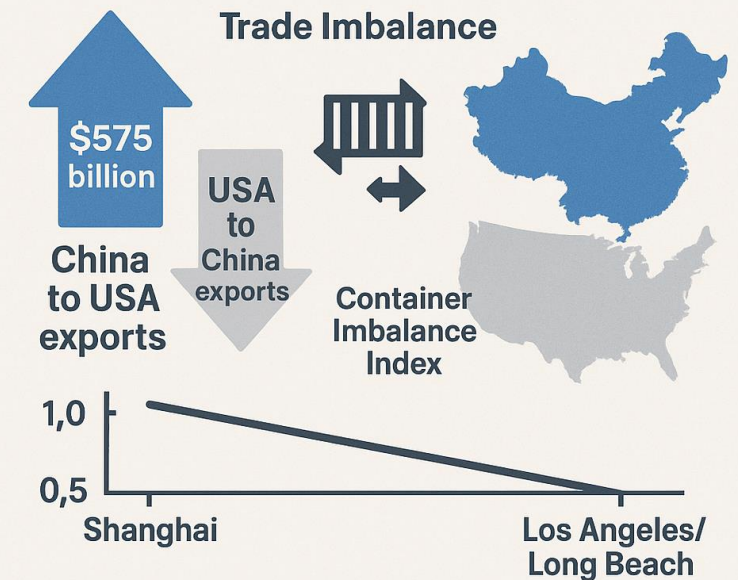 Trade Imbalance
$575
billion
China
to USA
exports
USA
to
China
exports
Container
Imbalance
Index
1,0
0,5
Shanghai
Los Angeles/
Long Beach